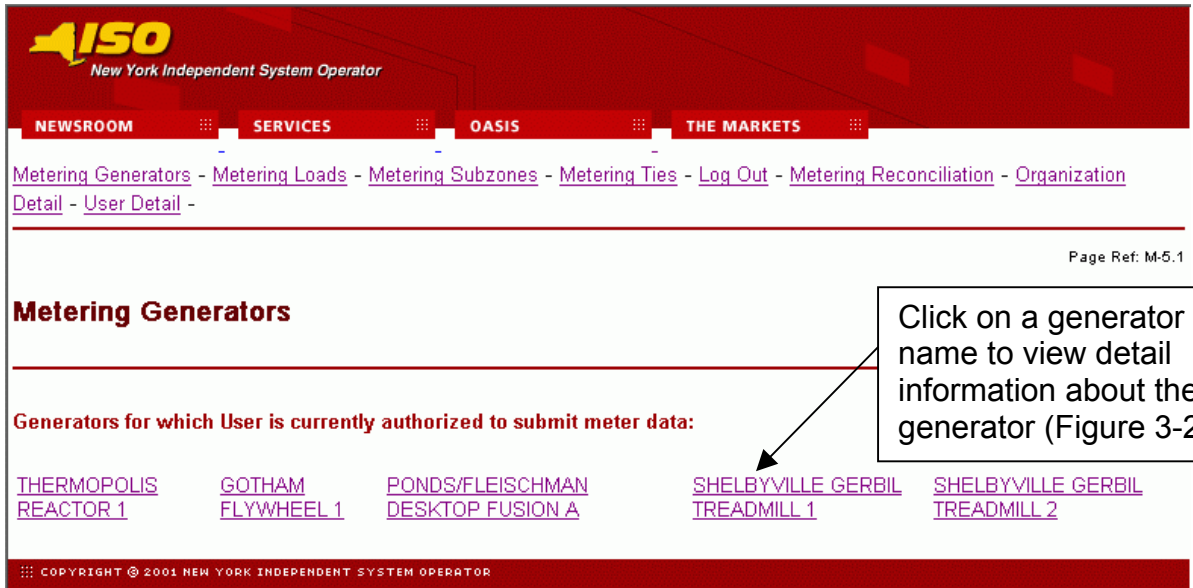 ISO
New York Independent System Operator
NEWSROOM SERVICES OASIS THE MARKETS
Metering Generators - Metering Loads - Metering Subzones - Metering Ties - Log Out - Metering Reconciliation - Organization
Detail - User Detail -
Page Ref: M-5.1
Metering Generators
Click on a generator
name to view detail
information about the
generator (Figure 3-2
Generators for which User is currently authorized to submit meter data:
THERMOPOLIS GOTHAM PONDS/FLEISCHMAN SHELBYVILLE GERBIL SHELBYVILLE GERBIL
REACTOR 1 FLYWHEEL 1 DESKTOP FUSION A TREADMILL 1 TREADMILL 2
COPYRIGHT © 2001 NEW YORK INDEPENDENT SYSTEM OPERATOR